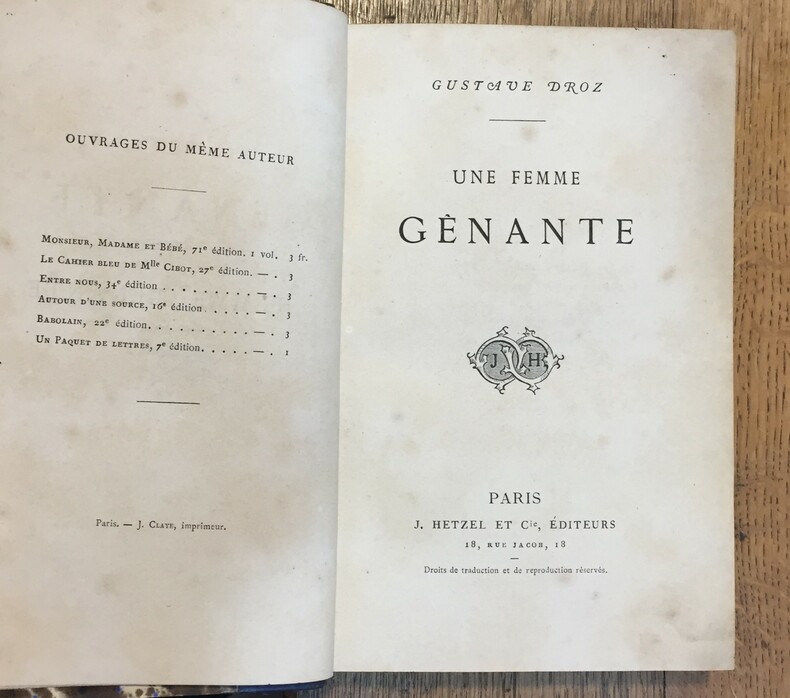 OUVRAGES DU MÊME AUTEUR
Monsieur, Madame et Bébé, 71e édition. 1 vol. 3 fr.
Le Cahier bleu de Mlle Cibot, 27e édition. — . 3
Entre nous, 34e édition . . . . . . . . — . 3
Autour d'une source, 16e édition . . . . . — . 3
Babolain, 22e édition. . . . . . . . . — . 3
Un Paquet de lettres, 7e édition. . . . . — . 1
Paris. — J. Claye, imprimeur.
GUSTAVE DROZ
UNE FEMME
GÊNANTE
J H
PARIS
J. HETZEL ET Cie, ÉDITEURS
18, RUE JACOB, 18
Droits de traduction et de reproduction réservés.